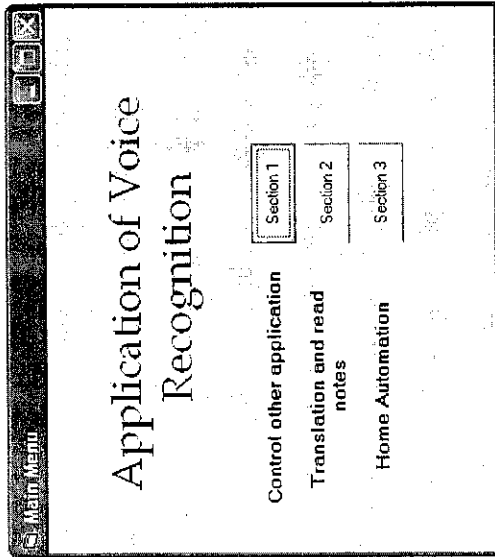 Main Menu
Application of Voice
Recognition
Control other application
Section 1
Translation and read
notes
Section 2
Home Automation
Section 3